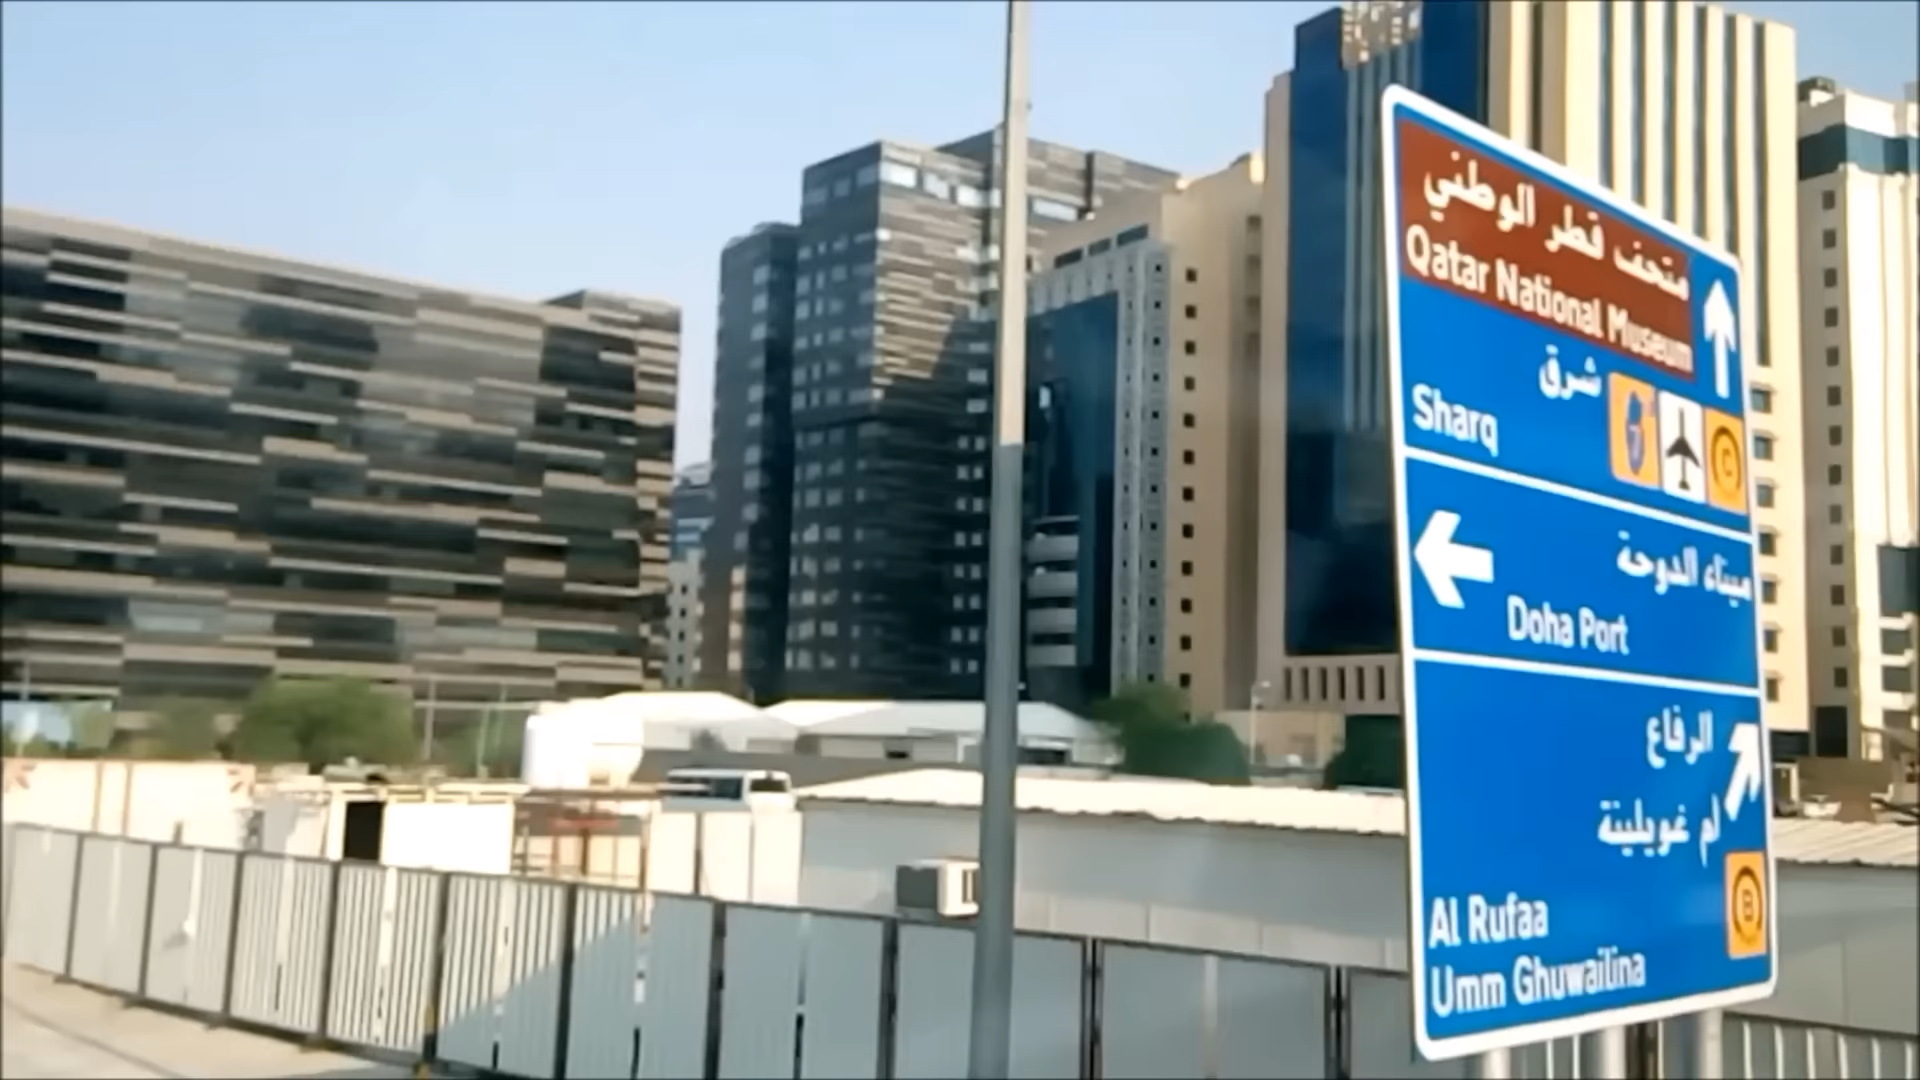 متحف قطر الوطني
Qatar National Museum
شرق
Sharq
7
C
ميناء الدوحة
Doha Port
الرفاع
ام غويلينة
B
Al Rufaa
Umm Ghuwailina